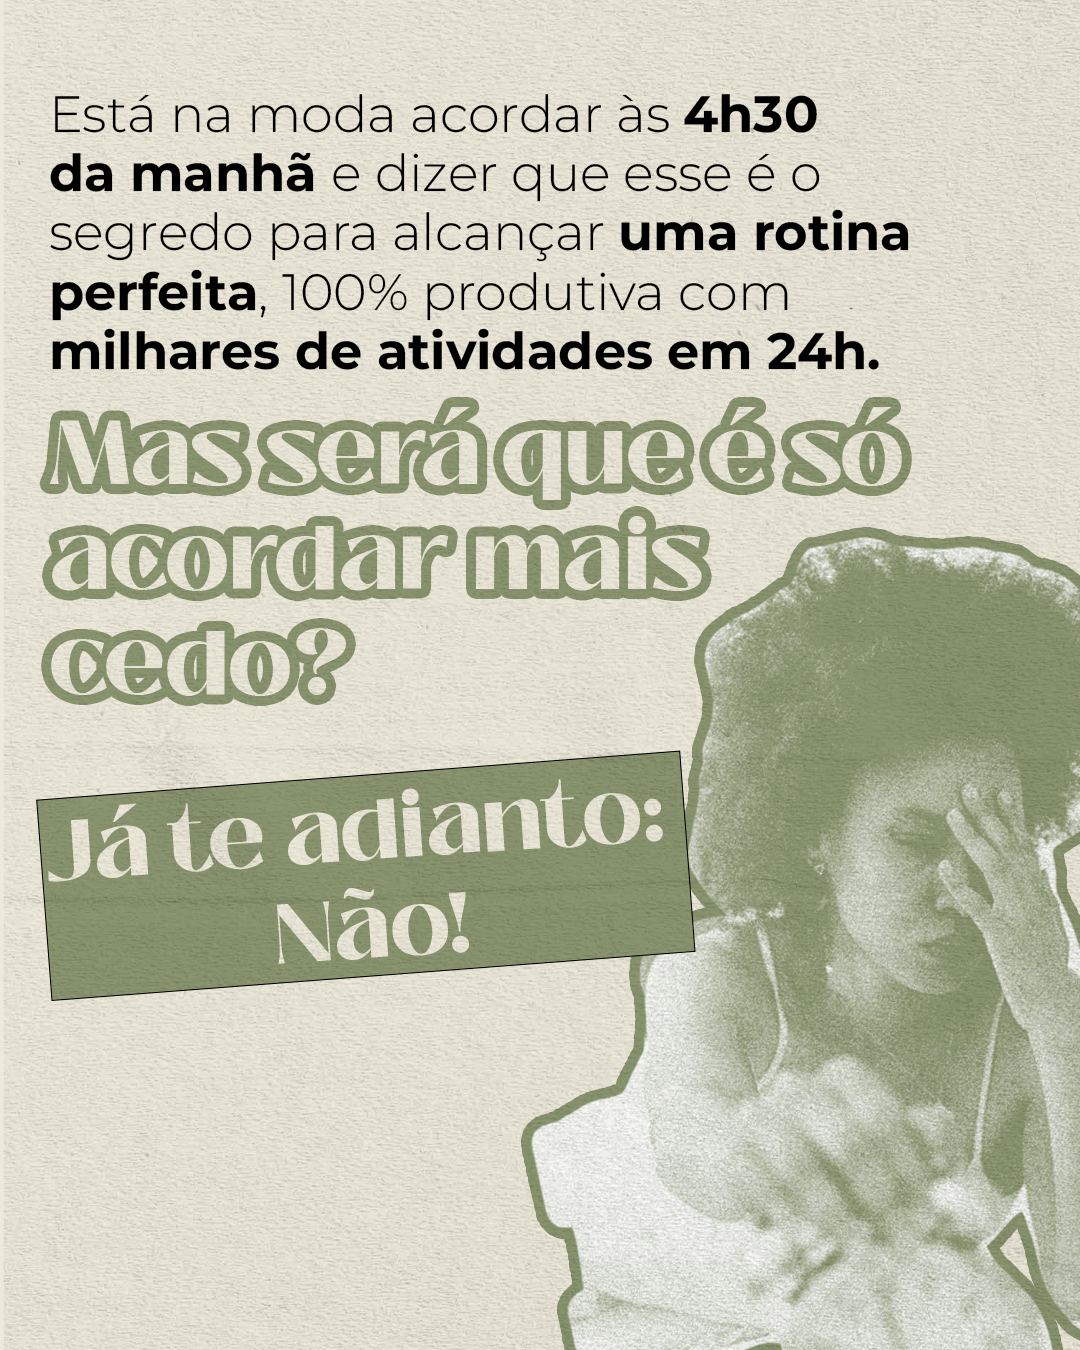 Está na moda acordar às 4h30
da manhã e dizer que esse é o
segredo para alcançar uma rotina
perfeita, 100% produtiva com
milhares de atividades em 24h.
Mas será que é só
acordar mais
cedo?
Já te adianto:
Não!